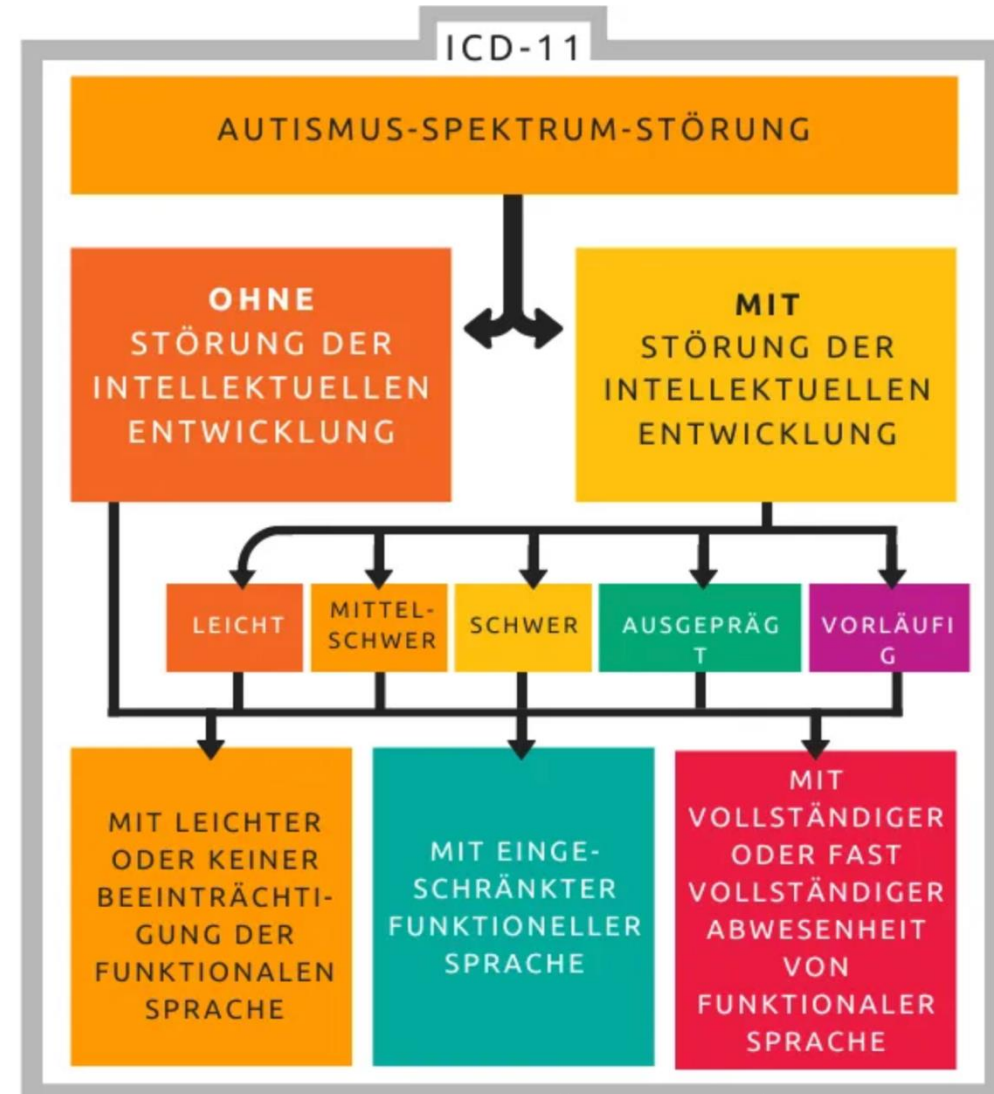 ICD-11
AUTISMUS-SPEKTRUM-STÖRUNG
OHNE
STÖRUNG DER
INTELLEKTUELLEN
ENTWICKLUNG
MIT
STÖRUNG DER
INTELLEKTUELLEN
ENTWICKLUNG
LEICHT
MITTEL-
SCHWER
SCHWER
AUSGEPRÄG
T
VORLÄUFI
G
MIT LEICHTER
ODER KEINER
BEEINTRÄCHTI-
GUNG DER
FUNKTIONALEN
SPRACHE
MIT EINGE-
SCHRÄNKTER
FUNKTIONELLER
SPRACHE
MIT
VOLLSTÄNDIGER
ODER FAST
VOLLSTÄNDIGER
ABWESENHEIT
VON
FUNKTIONALER
SPRACHE